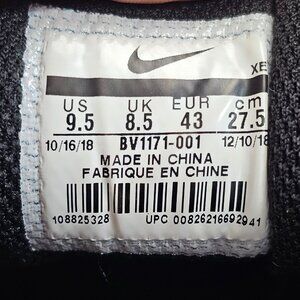 XE
US UK EUR cm
9.5 8.5 43 27.5
10/16/18 BV1171-001 12/10/18
MADE IN CHINA
FABRIQUE EN CHINE
108825328 UPC 00826216692941